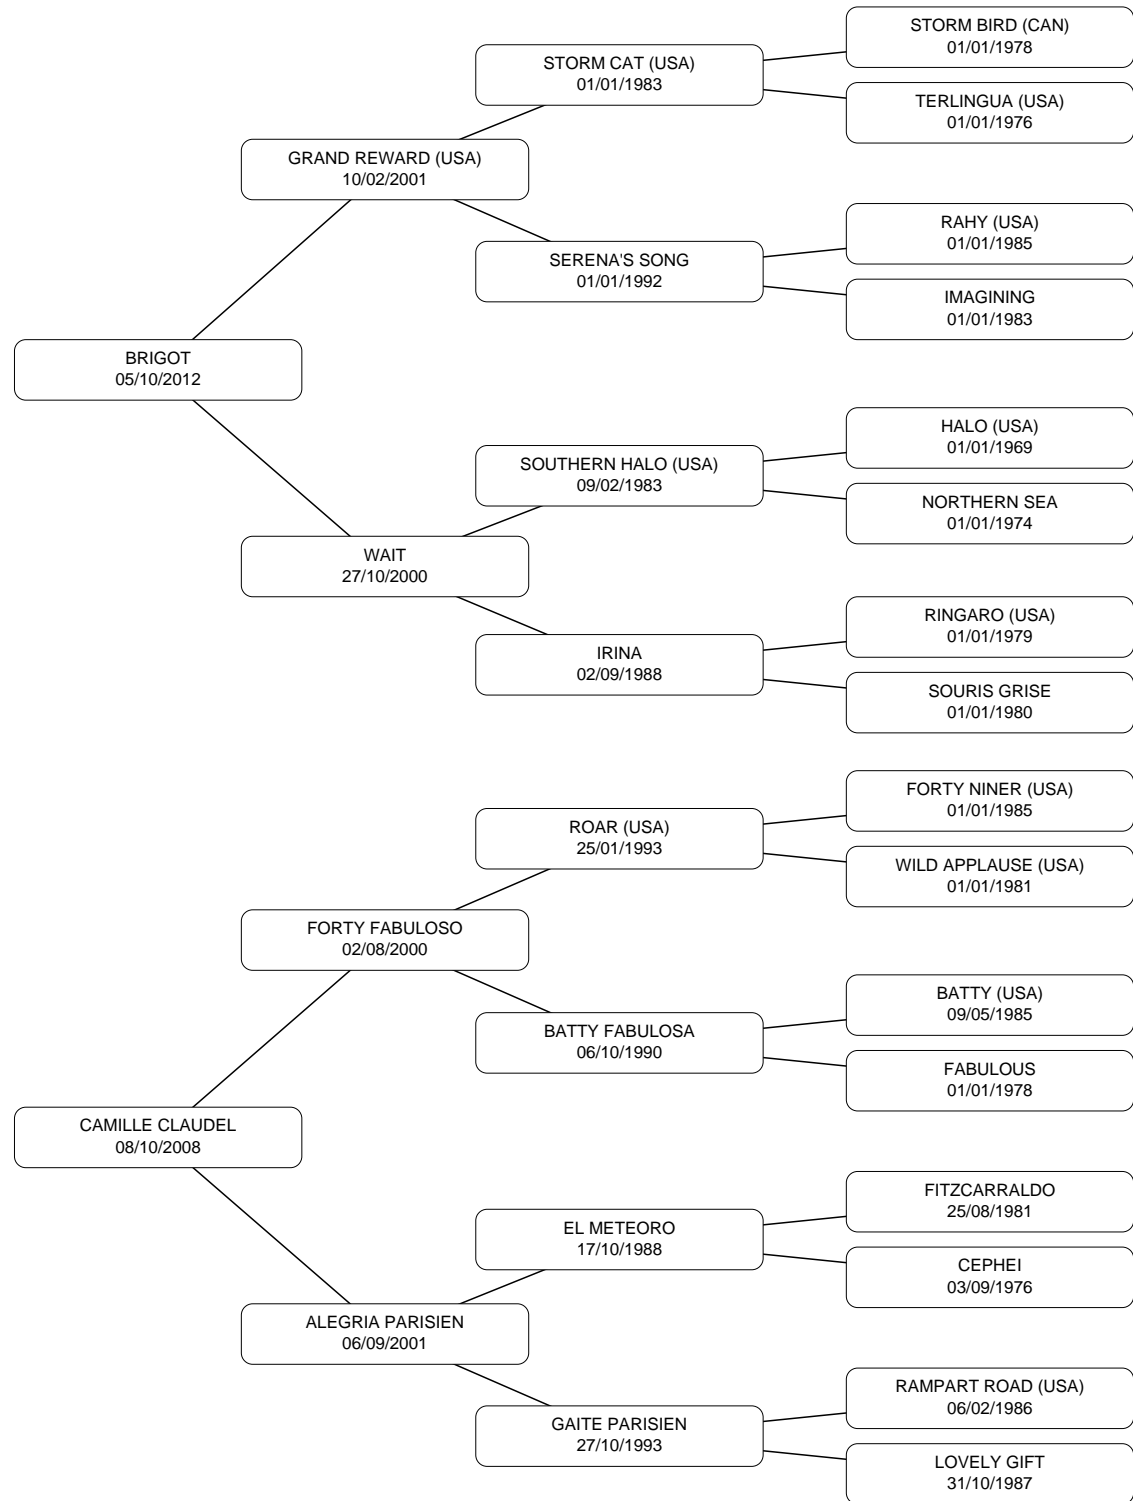 STORM BIRD (CAN)
01/01/1978
STORM CAT (USA)
01/01/1983
TERLINGUA (USA)
01/01/1976
GRAND REWARD (USA)
10/02/2001
RAHY (USA)
01/01/1985
SERENA'S SONG
01/01/1992
IMAGINING
01/01/1983
BRIGOT
05/10/2012
HALO (USA)
01/01/1969
SOUTHERN HALO (USA)
09/02/1983
NORTHERN SEA
01/01/1974
WAIT
27/10/2000
RINGARO (USA)
01/01/1979
IRINA
02/09/1988
SOURIS GRISE
01/01/1980
FORTY NINER (USA)
01/01/1985
ROAR (USA)
25/01/1993
WILD APPLAUSE (USA)
01/01/1981
FORTY FABULOSO
02/08/2000
BATTY (USA)
09/05/1985
BATTY FABULOSA
06/10/1990
FABULOUS
01/01/1978
CAMILLE CLAUDEL
08/10/2008
FITZCARRALDO
25/08/1981
EL METEORO
17/10/1988
CEPHEI
03/09/1976
ALEGRIA PARISIEN
06/09/2001
RAMPART ROAD (USA)
06/02/1986
GAITE PARISIEN
27/10/1993
LOVELY GIFT
31/10/1987